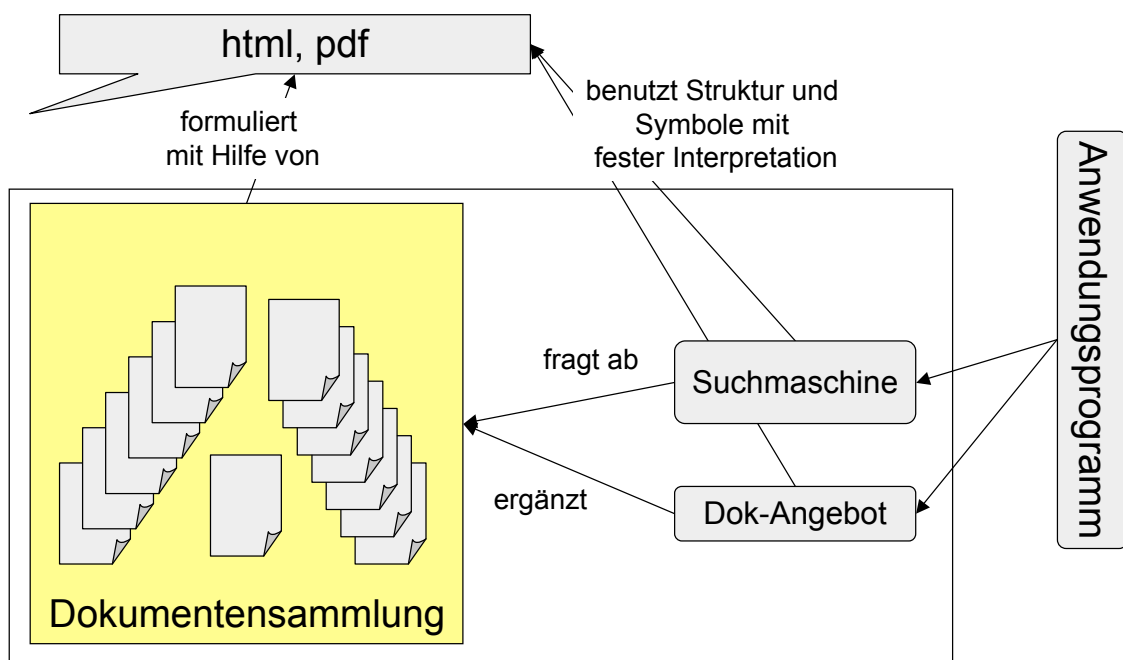 html, pdf
formuliert
mit Hilfe von
benutzt Struktur und
Symbole mit
fester Interpretation
Anwendungsprogramm
fragt ab
Suchmaschine
ergänzt
Dok-Angebot
Dokumentensammlung